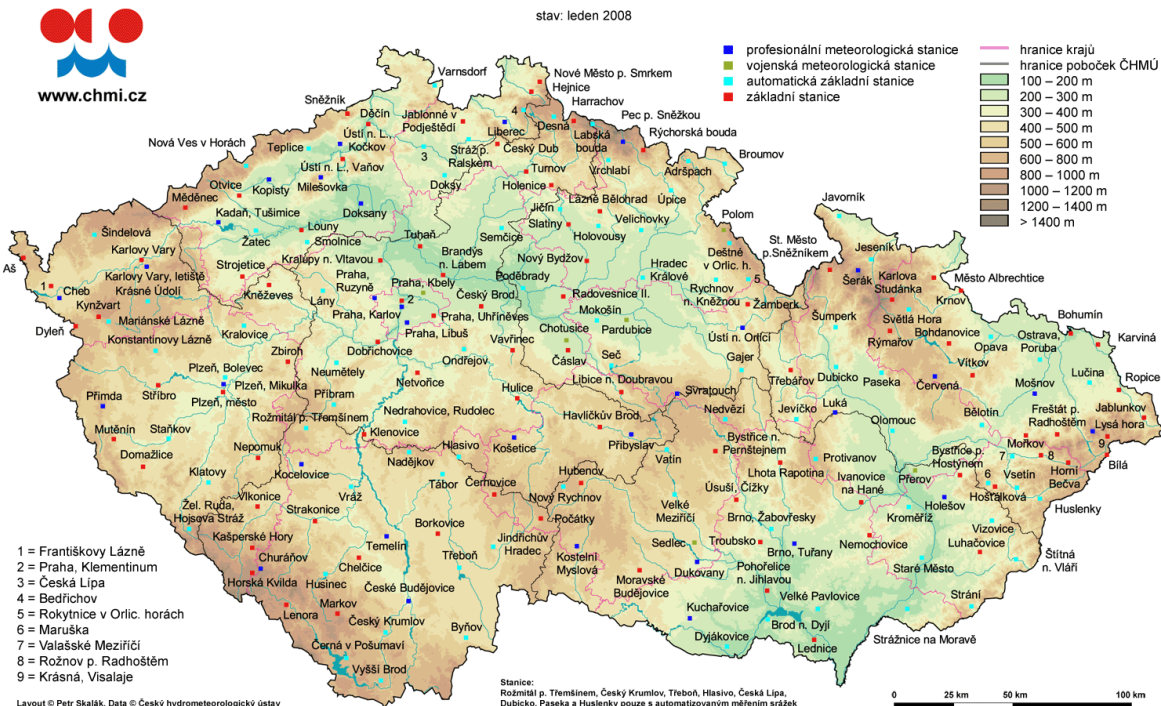 stav: leden 2008
www.chmi.cz
profesionální meteorologická stanice
vojenská meteorologická stanice
automatická základní stanice
základní stanice
hranice krajů
hranice poboček ČHMÚ
100 – 200 m
200 – 300 m
300 – 400 m
400 – 500 m
500 – 600 m
600 – 800 m
800 – 1000 m
1000 – 1200 m
1200 – 1400 m
> 1400 m
Varnsdorf
Nové Město p. Smrkem
Hejnice
Harrachov
Pec p. Sněžkou
Rýchorská bouda
Sněžník
Děčín
Jablonné v
Podještědí
4
Liberec
Desná
Labská
bouda
Ústí n. L.,
Kočkov
Nová Ves v Horách
Teplice
3
Stráž p.
Ralskem
Český Dub
Vrchlabí
Broumov
Adršpach
Ústí n. L., Vaňov
Turnov
Otvice
Kopisty
Milešovka
Doksy
Holenice
Lázně Bělohrad
Úpice
Měděnec
Javorník
Kadaň, Tušimice
Doksany
Jičín
Slatiny
Velichovky
Polom
Šindelová
Žatec
Louny
Smolnice
Tuhaň
Semčice
Holovousy
Deštné
v Orlic. h.
St. Město
p.Sněžníkem
Jeseník
Karlovy Vary
Aš
Strojetice
Kralupy n. Vltavou
Brandýs
n. Labem
Nový Bydžov
Hradec
Králové
5
Šerák
Karlova
Studánka
Město Albrechtice
Karlovy Vary, letiště
1
Cheb
Krásné Údolí
Kněževes
Praha,
Ruzyně
Praha, Kbely
Poděbrady
Rychnov
n. Kněžnou
Krnov
Kynžvart
Lány
2
Praha, Karlov
Český Brod
Radovesnice II.
Žamberk
Světlá Hora
Bohumín
Mariánské Lázně
Praha, Uhříněves
Mokošín
Pardubice
Šumperk
Bohdanovice
Ostrava,
Poruba
Karviná
Dyleň
Konstantinovy Lázně
Kralovice
Praha, Libuš
Chotusice
Ústí n. Orlicí
Rýmařov
Opava
Zbiroh
Dobřichovice
Vavřinec
Čáslav
Seč
Gajer
Vítkov
Plzeň, Bolevec
Neumětely
Ondřejov
Třebářov
Dubicko
Paseka
Červená
Mošnov
Lučina
Ropice
Plzeň, Mikulka
Stříbro
Příbram
Netvořice
Hulice
Libice n. Doubravou
Svratouch
Přimda
Plzeň, město
Rožmitál p. Třemšínem
Nedrahovice, Rudolec
Havlíčkův Brod
Nedvězí
Jevíčko
Luká
Bělotín
Freštát p.
Radhoštěm
Jablunkov
Lysá hora
Mutěnín
Staňkov
Klenovice
Olomouc
Domažlice
Nepomuk
Hlasivo
Košetice
Přibyslav
Bystřice n.
Pernštejnem
Mořkov
9
Bílá
Nadějkov
Vatín
Protivanov
Bystřice p.
Hostýnem
7
8
Klatovy
Kocelovice
Tábor
Hubenov
Lhota Rapotina
Ivanovice
na Hané
Přerov
Vsetín
6
Horní
Bečva
Vlkonice
Vráž
Černovice
Nový Rychnov
Úsuší, Čížky
Hošťálková
Žel. Ruda,
Hojsova Stráž
Strakonice
Velké
Meziříčí
Holešov
Huslenky
Kašperské Hory
Borkovice
Počátky
Brno, Žabovřesky
Kroměříž
Vizovice
Temelín
Jindřichův
Hradec
Sedlec
Troubsko
Nemochovice
Luhačovice
Churáňov
Chelčice
Třeboň
Kostelní
Myslová
Brno, Tuřany
Štítná
n. Vláří
Horská Kvilda
Husinec
České Budějovice
Moravské
Budějovice
Dukovany
Pohořelice
n. Jihlavou
Staré Město
Markov
Kuchařovice
Velké Pavlovice
Strání
Lenora
Český Krumlov
Byňov
Brod n. Dyjí
Černá v Pošumaví
Dyjákovice
Strážnice na Moravě
Vyšší Brod
Lednice
1 = Františkovy Lázně
2 = Praha, Klementinum
3 = Česká Lípa
4 = Bedřichov
5 = Rokytnice v Orlic. horách
6 = Maruška
7 = Valašské Meziříčí
8 = Rožnov p. Radhoštěm
9 = Krásná, Visalaje
Layout © Petr Skalák, Data © Český hydrometeorologický ústav
Stanice:
Rožmitál p. Třemšínem, Český Krumlov, Třeboň, Hlasivo, Česká Lípa,
Dubicko, Paseka a Huslenky pouze s automatizovaným měřením srážek
0 25 km 50 km 100 km